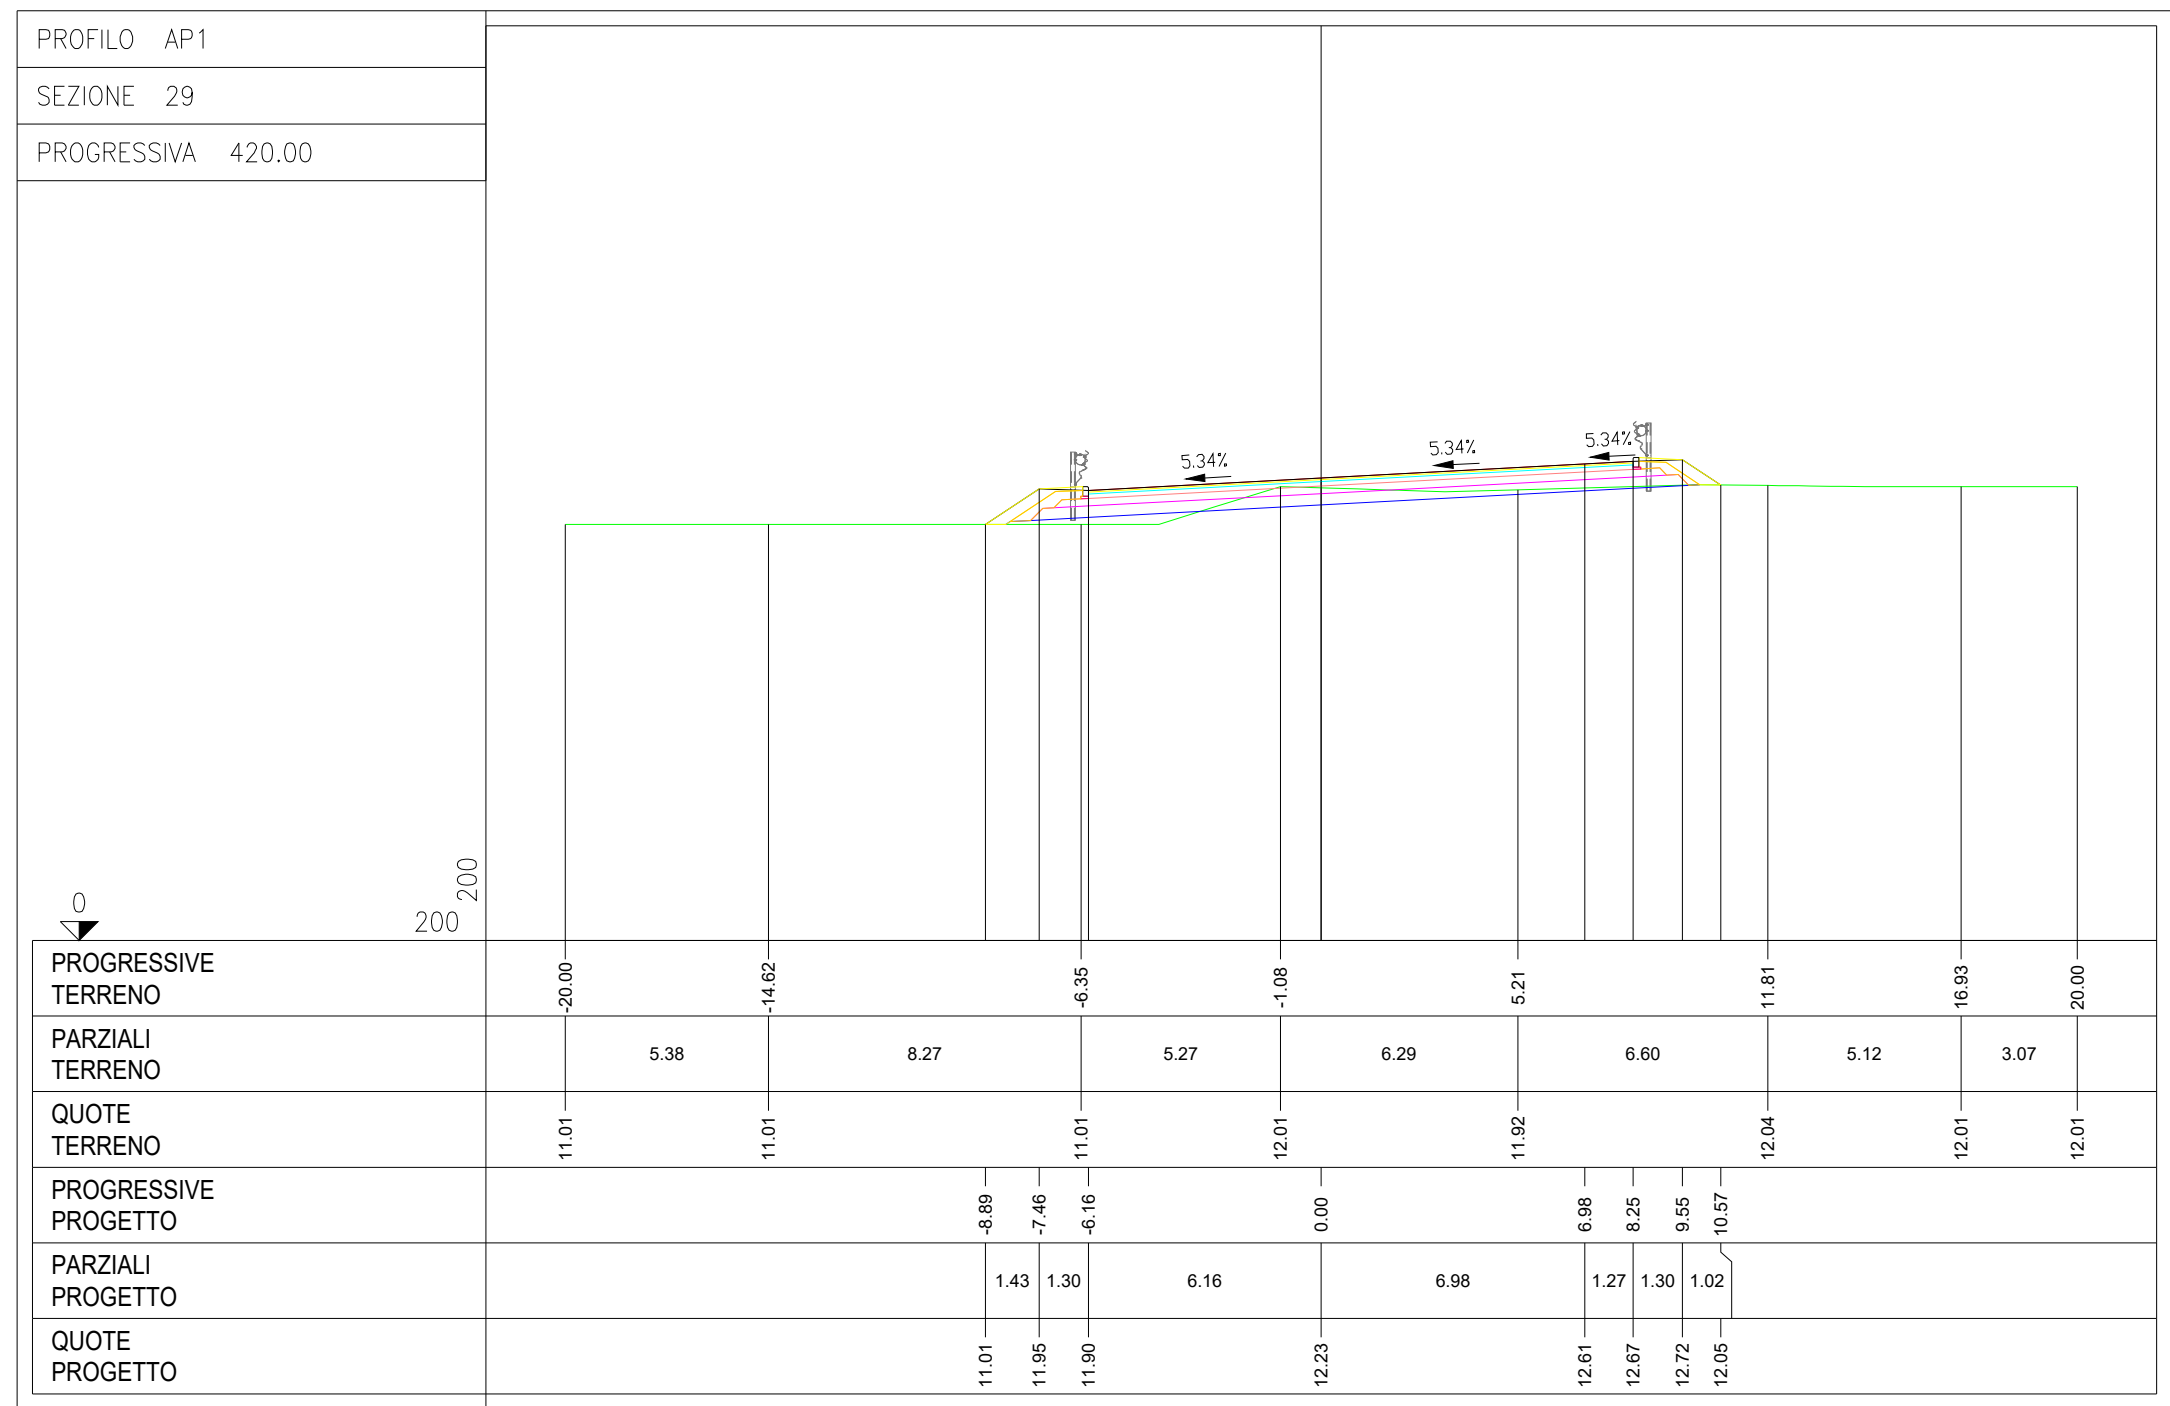 PROFILO AP1
SEZIONE 29
PROGRESSIVA 420.00
5.34%
5.34%
5.34%
0
200
200
PROGRESSIVE
TERRENO
-20.00 -14.62 -6.35 -1.08 5.21 11.81 16.93 20.00
PARZIALI
TERRENO
5.38 8.27 5.27 6.29 6.60 5.12 3.07
QUOTE
TERRENO
11.01 11.01 11.01 12.01 11.92 12.04 12.01 12.01
PROGRESSIVE
PROGETTO
-8.89 -7.46 -6.16 0.00 6.98 8.25 9.55 10.57
PARZIALI
PROGETTO
1.43 1.30 6.16 6.98 1.27 1.30 1.02
QUOTE
PROGETTO
11.01 11.95 11.90 12.23 12.61 12.67 12.72 12.05